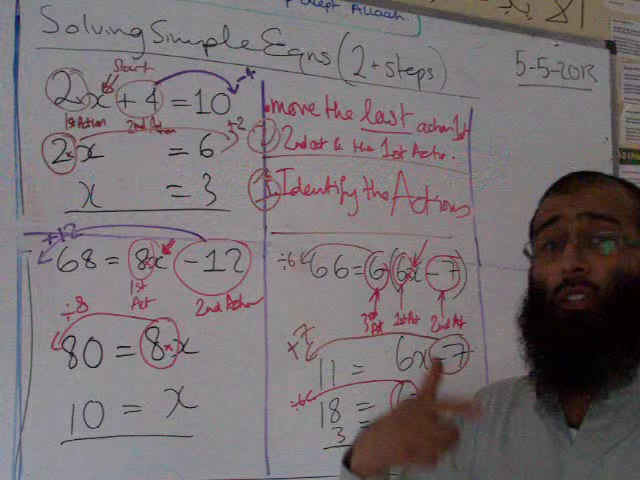 Accept Allaah
Solving Simple Eqns (2+ steps)
5-5-2013
Start
2x x + 4 = 10
1st Action 2nd Action
÷2
2x x = 6
x = 3
move the last action 1st
2nd act & the 1st Action.
Identify the Actions
+12
68 = 8x - 12
1st Act
2nd Action
÷8
80 = 8x x
10 = x
÷6 66 = 6(6x - 7)
3rd Act 1st Act 2nd Act
+7
11 = 6x - 7
÷6
18 =
3 =